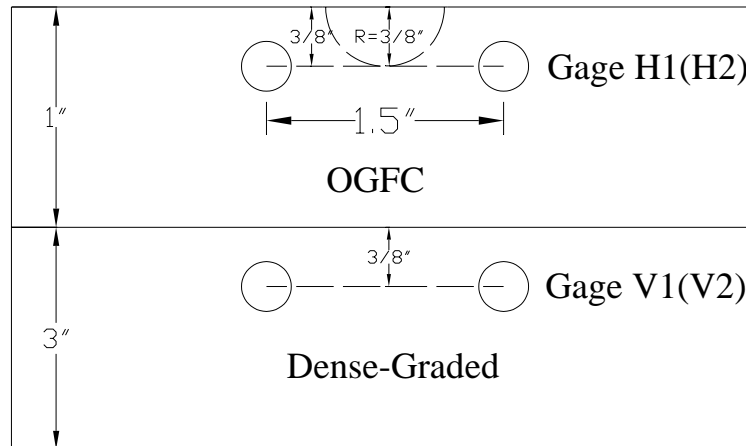 3/8" R=3/8"
Gage H1(H2)
1"
1.5"
OGFC
3/8"
Gage V1(V2)
3"
Dense-Graded